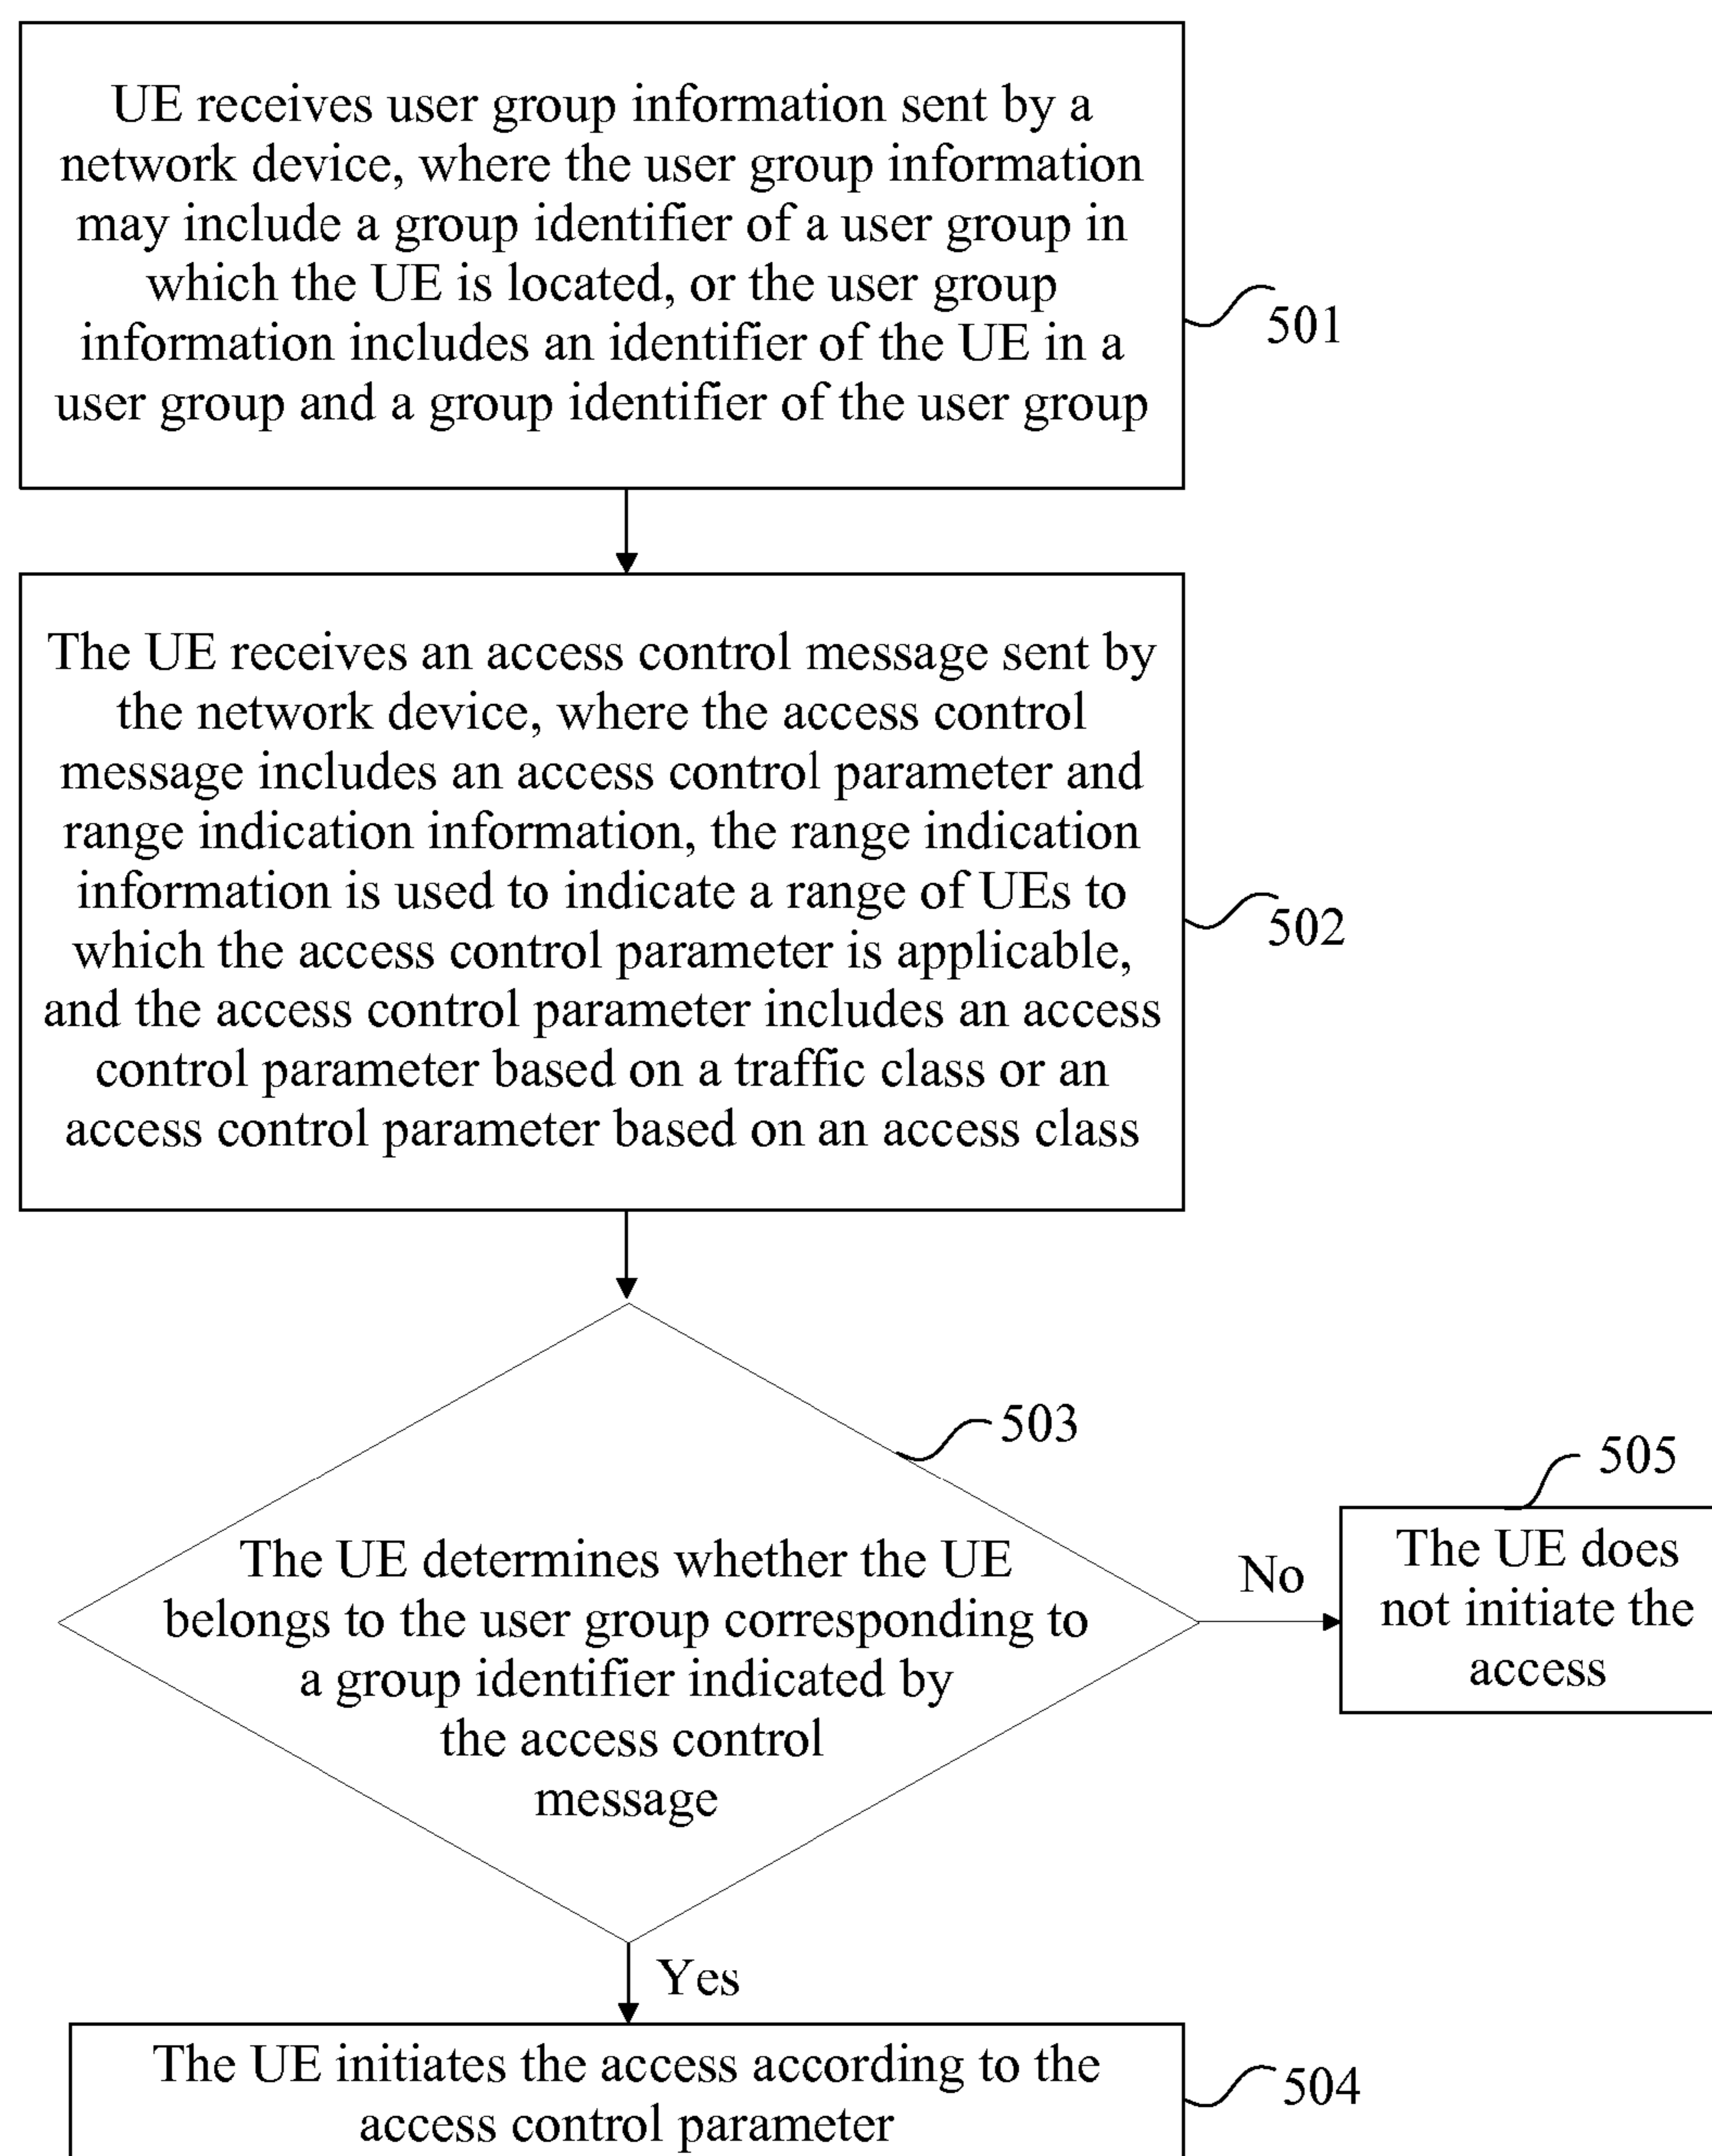 UE receives user group information sent by a
network device, where the user group information
may include a group identifier of a user group in
which the UE is located, or the user group
information includes an identifier of the UE in a
user group and a group identifier of the user group
501
The UE receives an access control message sent by
the network device, where the access control
message includes an access control parameter and
range indication information, the range indication
information is used to indicate a range of UEs to
which the access control parameter is applicable,
and the access control parameter includes an access
control parameter based on a traffic class or an
access control parameter based on an access class
502
503
The UE determines whether the UE
belongs to the user group corresponding to
a group identifier indicated by
the access control
message
No
505
The UE does
not initiate the
access
Yes
The UE initiates the access according to the
access control parameter
504